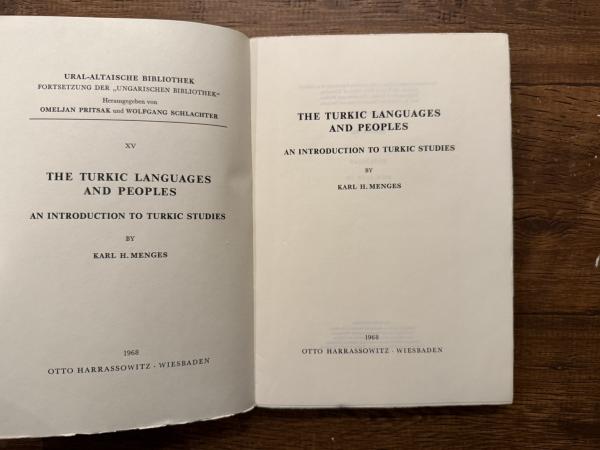 URAL-ALTAISCHE BIBLIOTHEK
FORTSETZUNG DER „UNGARISCHEN BIBLIOTHEK“
Herausgegeben von
OMELJAN PRITSAK und WOLFGANG SCHLACHTER
XV
THE TURKIC LANGUAGES
AND PEOPLES
AN INTRODUCTION TO TURKIC STUDIES
BY
KARL H. MENGES
1968
OTTO HARRASSOWITZ · WIESBADEN
THE TURKIC LANGUAGES
AND PEOPLES
AN INTRODUCTION TO TURKIC STUDIES
BY
KARL H. MENGES
1968
OTTO HARRASSOWITZ · WIESBADEN